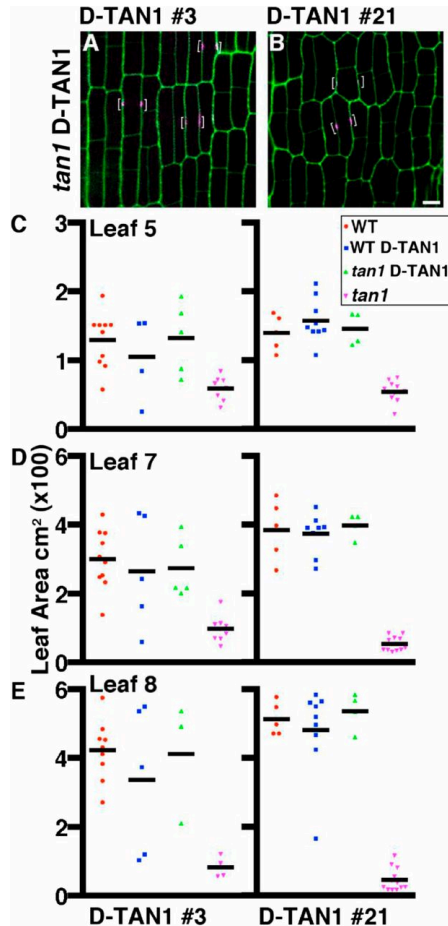 D-TAN1 #3 D-TAN1 #21
A B
tan1 D-TAN1
[ ] [ ] [ ] [ ] [ ]
C Leaf 5
WT
WT D-TAN1
tan1 D-TAN1
tan1
3
2
1
0
D Leaf 7
6
4
2
0
Leaf Area cm² (x100)
E Leaf 8
6
4
2
0
D-TAN1 #3 D-TAN1 #21